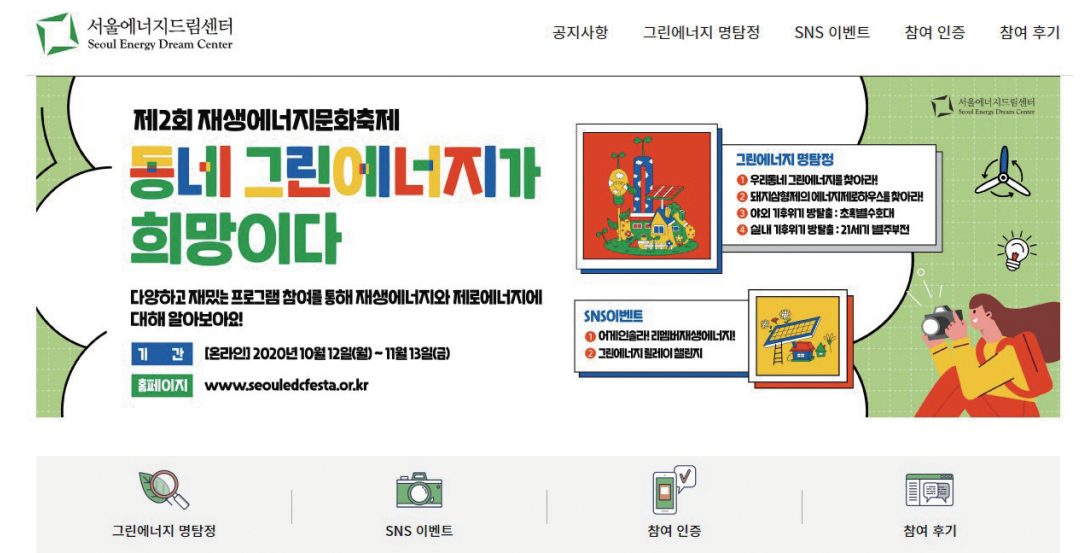 서울에너지드림센터
Seoul Energy Dream Center
공지사항 그린에너지 명탐정 SNS 이벤트 참여 인증 참여 후기
제2회 재생에너지문화축제
동네 그린에너지가
희망이다
다양하고 재밌는 프로그램 참여를 통해 재생에너지와 제로에너지에
대해 알아보아요!
기 간 [온라인] 2020년 10월 12일(월) ~ 11월 13일(금)
홈페이지 www.seouledcfesta.or.kr
서울에너지드림센터
Seoul Energy Dream Center
그린에너지 명탐정
1 우리동네 그린에너지를 찾아라!
2 돼지삼형제의 에너지제로하우스를 찾아라!
3 야외 기후위기 방탈출 : 초록별수호대
4 실내 기후위기 방탈출 : 21세기 별주부전
SNS이벤트
1 어게인솔라! 리멤버재생에너지!
2 그린에너지 릴레이 챌린지
그린에너지 명탐정 SNS 이벤트 참여 인증 참여 후기